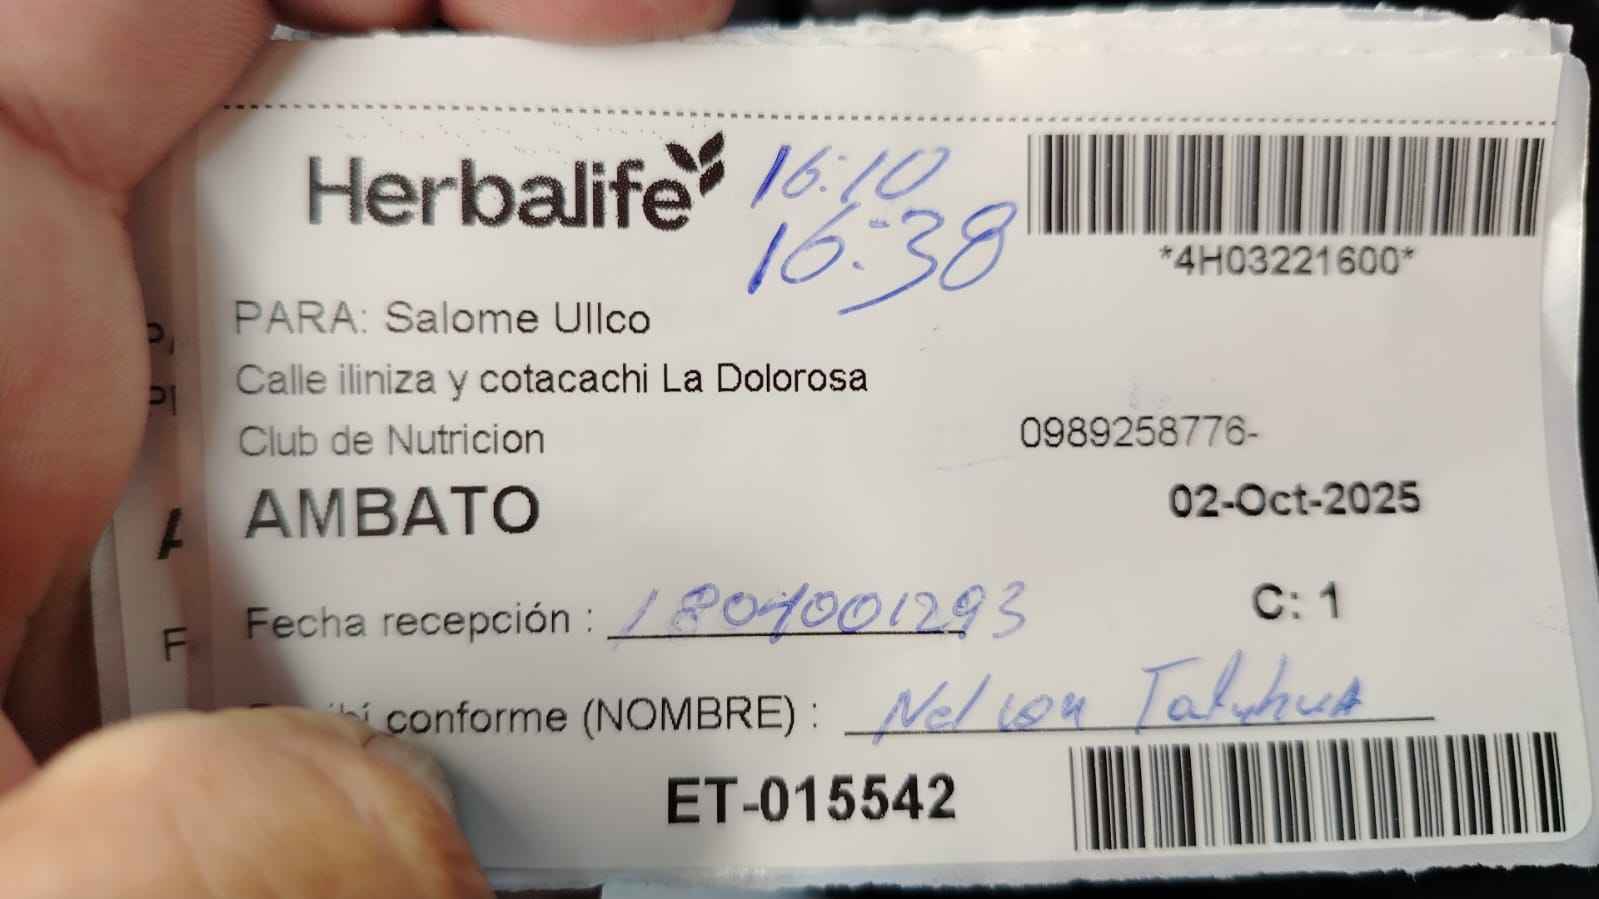 Herbalife
16:10
16:38
*4H03221600*
PARA: Salome Ullco
Calle iliniza y cotacachi La Dolorosa
Club de Nutricion
0989258776-
AMBATO
02-Oct-2025
Fecha recepción : 1804001293
C: 1
conforme (NOMBRE) : Nelson
ET-015542